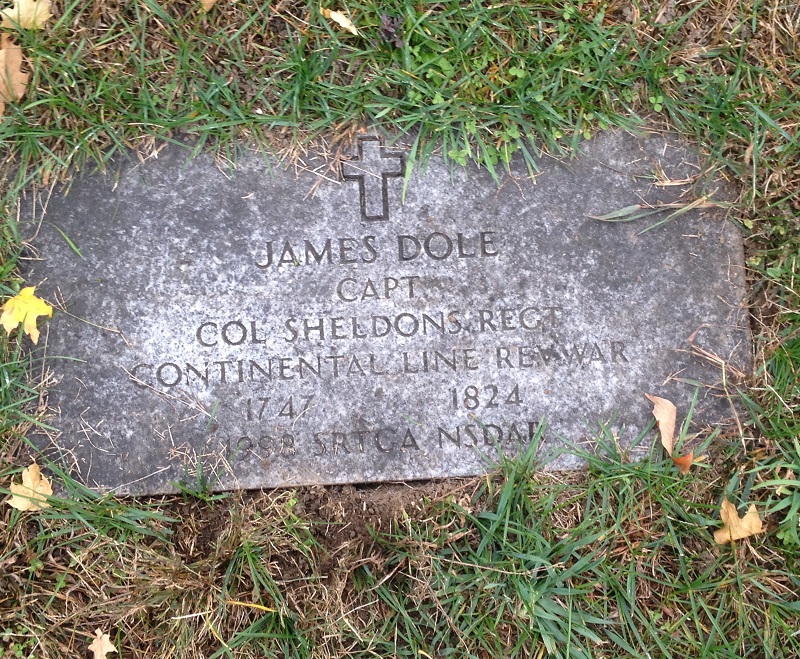 JAMES DOLE
CAPT
COL SHELDONS REGT
CONTINENTAL LINE REV WAR
1747 1824
1998 SRTCA NSDAR